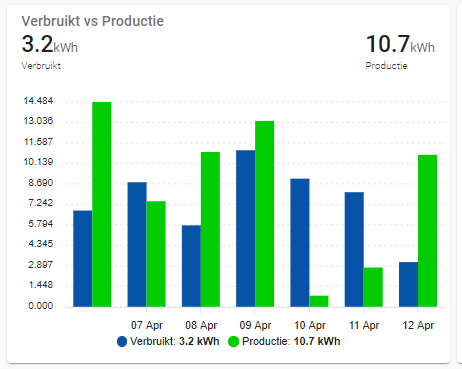 Verbruikt vs Productie
3.2kWh 10.7kWh
Verbruikt Productie
14.484
13.036
11.587
10.139
8.690
7.242
5.794
4.345
2.897
1.448
0.000
07 Apr 08 Apr 09 Apr 10 Apr 11 Apr 12 Apr
Verbruikt: 3.2 kWh Productie: 10.7 kWh